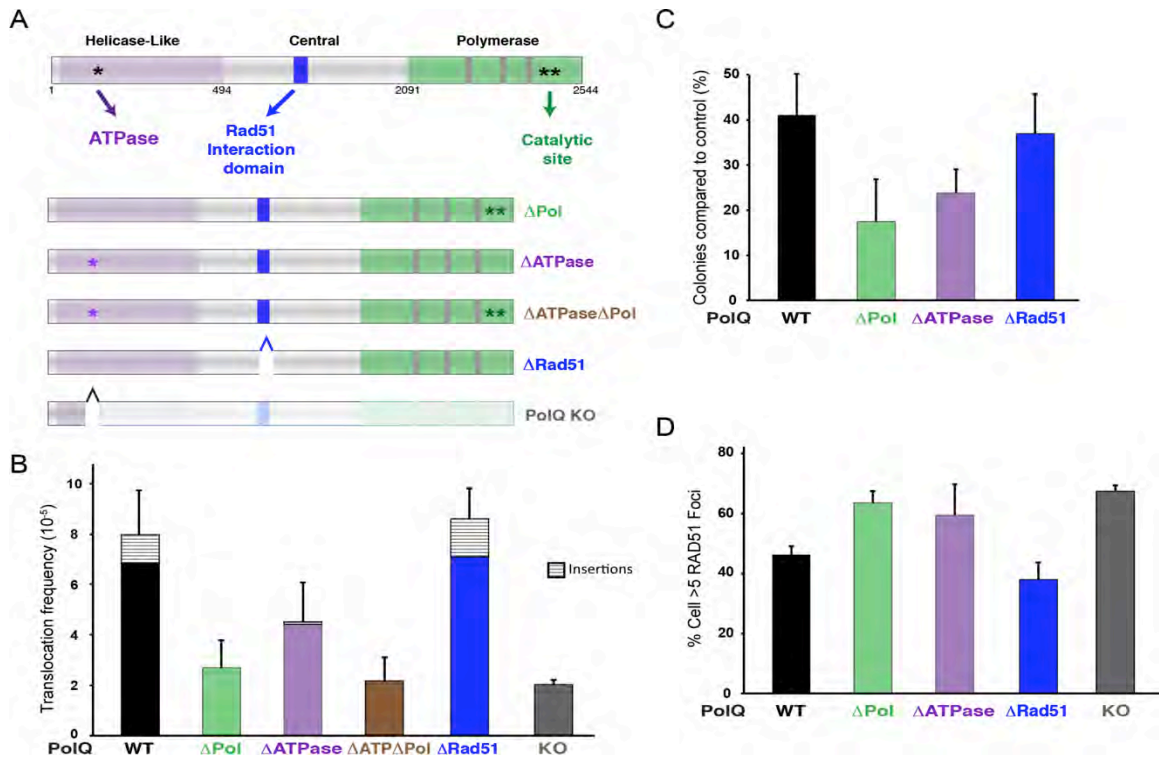 A
Helicase-Like Central Polymerase
* **
1 494 2091 2544
ATPase
Rad51
Interaction
domain
Catalytic
site
** ΔPol
* ΔATPase
* ** ΔATPaseΔPol
ΔRad51
PolQ KO
B
Translocation frequency (10-5)
10
8
6
4
2
0
Insertions
PolQ WT ΔPol ΔATPase ΔATPΔPol ΔRad51 KO
C
Colonies compared to control (%)
50
40
30
20
10
0
PolQ WT ΔPol ΔATPase ΔRad51
D
% Cell >5 RAD51 Foci
80
60
40
20
0
PolQ WT ΔPol ΔATPase ΔRad51 KO